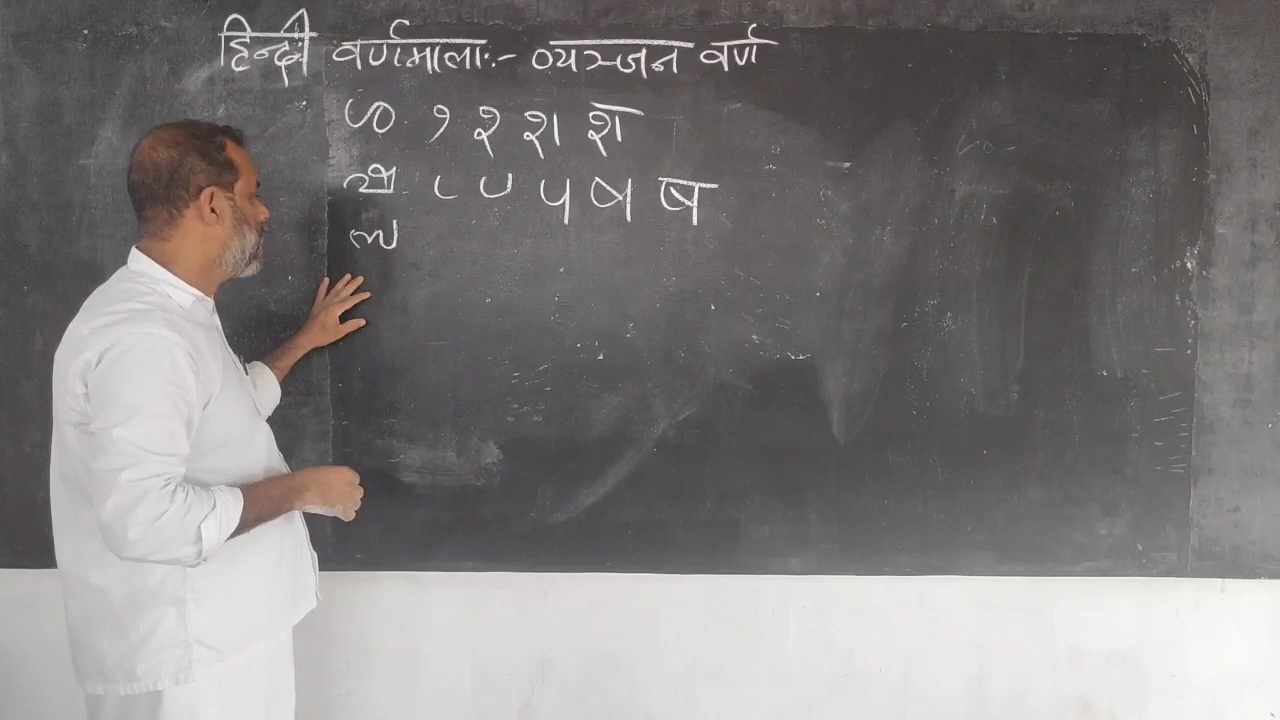 हिन्दी वर्णमालाः- व्यञ्जन वर्ण
ശ श श
ഷ ष ष
സ